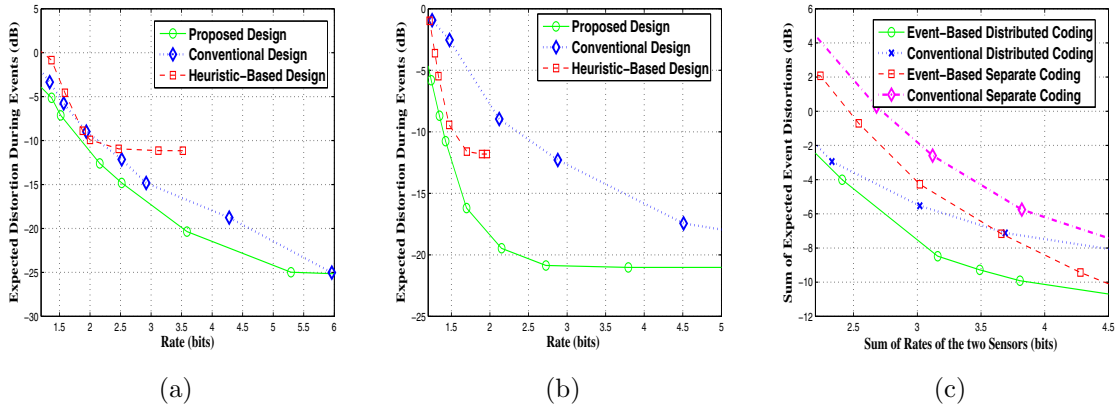 Expected Distortion During Events (dB)
5
0
−5
−10
−15
−20
−25
−30
1.5
2
2.5
3
3.5
4
4.5
5
5.5
6
Rate (bits)
Proposed Design
Conventional Design
Heuristic−Based Design
(a)
Expected Distortion During Events (dB)
0
−5
−10
−15
−20
−25
1.5
2
2.5
3
3.5
4
4.5
5
Rate (bits)
Proposed Design
Conventional Design
Heuristic−Based Design
(b)
Sum of Expected Event Distortions (dB)
6
4
2
0
−2
−4
−6
−8
−10
−12
2.5
3
3.5
4
4.5
Sum of Rates of the two Sensors (bits)
Event−Based Distributed Coding
Conventional Distributed Coding
Event−Based Separate Coding
Conventional Separate Coding
(c)